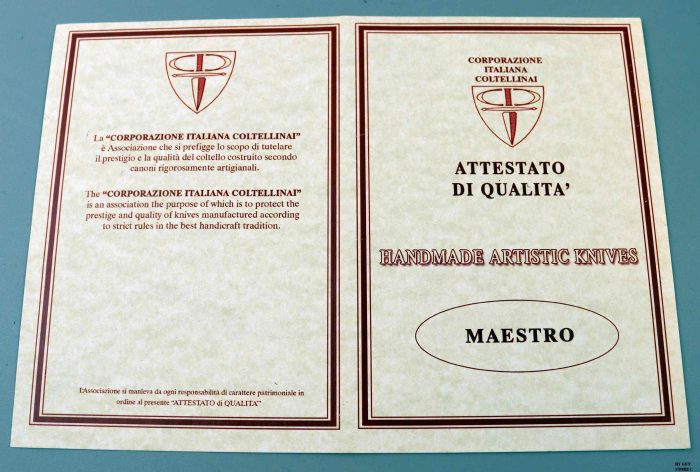 La “CORPORAZIONE ITALIANA COLTELLINAI”
è Associazione che si prefigge lo scopo di tutelare
il prestigio e la qualità del coltello costruito secondo
canoni rigorosamente artigianali.
The “CORPORAZIONE ITALIANA COLTELLINAI”
is an association the purpose of which is to protect the
prestige and quality of knives manufactured according
to strict rules in the best handicraft tradition.
L'Associazione si manleva da ogni responsabilità di carattere patrimoniale in
ordine al presente “ATTESTATO di QUALITA’”
CORPORAZIONE
ITALIANA
COLTELLINAI
ATTESTATO
DI QUALITA’
HANDMADE ARTISTIC KNIVES
MAESTRO